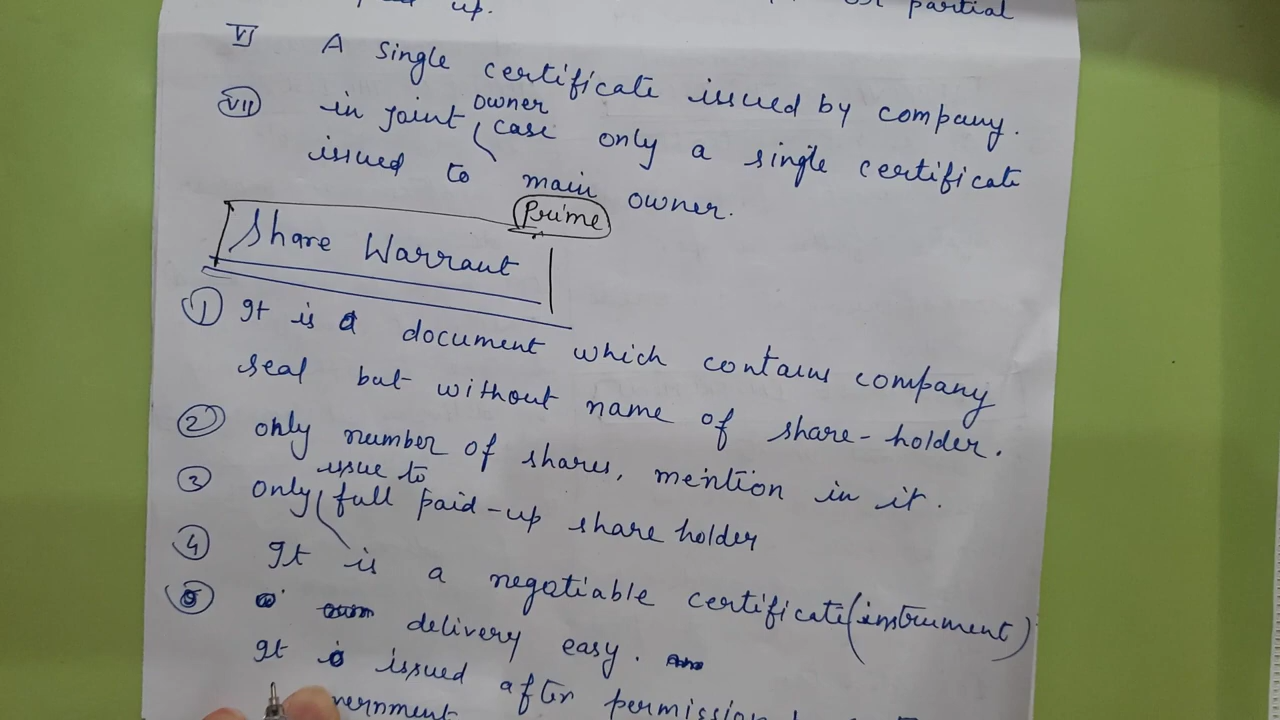 up. partial
VI A single certificate issued by company.
owner
VII in joint case only a single certificate
issued to main owner.
Prime
Share Warrant
1 It is a document which contains company
seal but without name of share-holder.
2 only number of shares, mention in it.
issue to
3 only full paid-up share holder
4 It is a negotiable certificate (instrument)
5 delivery easy.
It is issued after permission